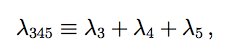 λ₃₄₅ ≡ λ₃ + λ₄ + λ₅ ,